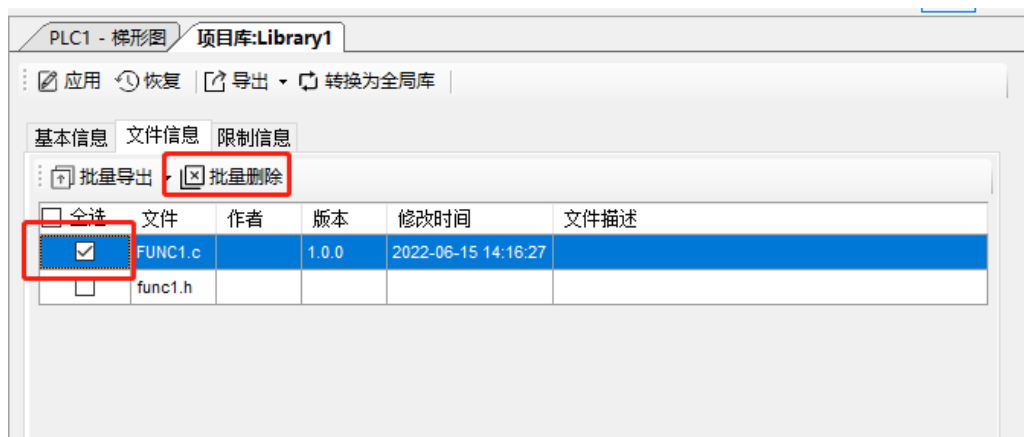 PLC1 - 梯形图 项目库:Library1
应用 恢复 导出 转换为全局库
基本信息 文件信息 限制信息
批量导出 批量删除
全选 文件 作者 版本 修改时间 文件描述
FUNC1.c 1.0.0 2022-06-15 14:16:27
func1.h